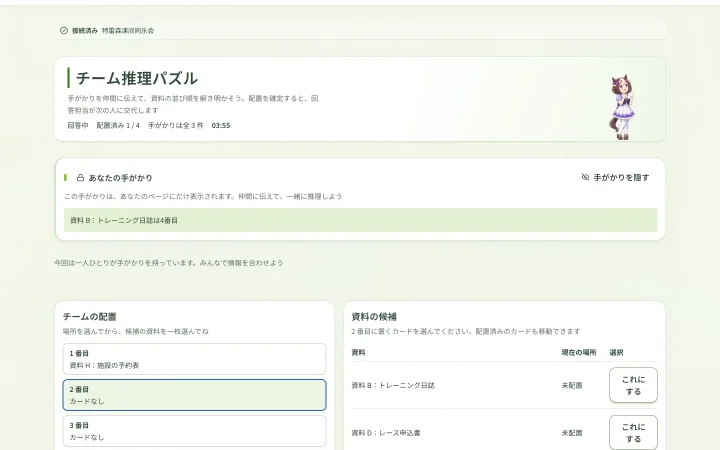 接続済み 特雷森课间同乐会
チーム推理パズル
手がかりを仲間に伝えて、資料の並び順を解き明かそう。配置を確定すると、回
答担当が次の人に交代します
回答中 配置済み 1 / 4 手がかりは全 3 件 03:55
あなたの手がかり 手がかりを隠す
この手がかりは、あなたのページにだけ表示されます。仲間に伝えて、一緒に推理しよう
資料 B：トレーニング日誌は4番目
今回は一人ひとりが手がかりを持っています。みんなで情報を合わせよう
チームの配置
場所を選んでから、候補の資料を一枚選んでね
1 番目
資料 H：施設の予約表
2 番目
カードなし
3 番目
カードなし
資料の候補
2 番目に置くカードを選んでください。配置済みのカードも移動できます
資料 現在の場所 選択
資料 B：トレーニング日誌 未配置 これに
する
資料 D：レース申込書 未配置 これに
する